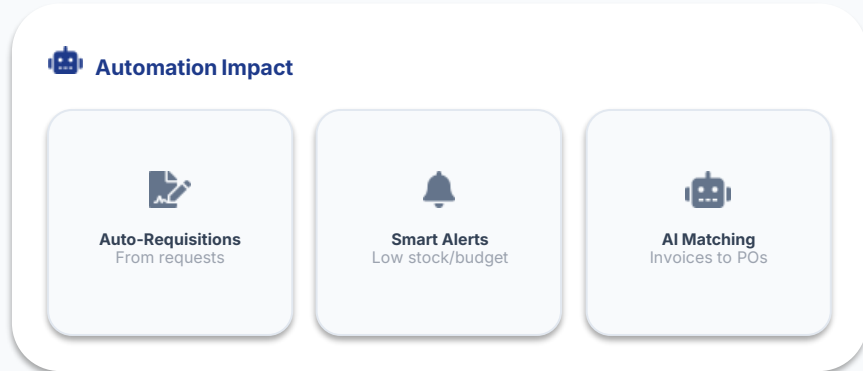 Automation Impact
Auto-Requisitions
From requests
Smart Alerts
Low stock/budget
AI Matching
Invoices to POs